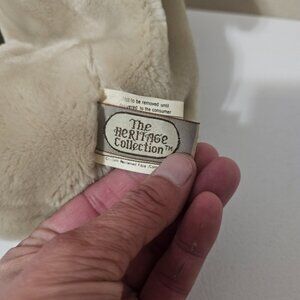 to be removed until
to the consumer
The
HERITAGE
Collection™